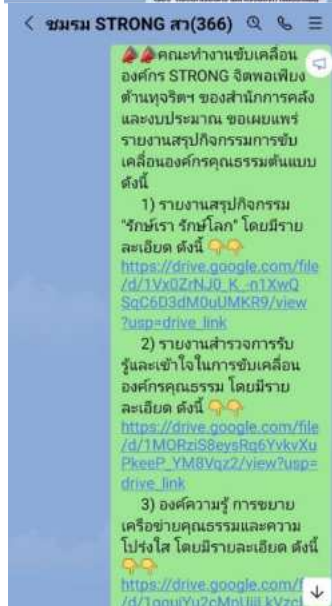 ชมรม STRONG สา(366)
📣📣คณะทำงานขับเคลื่อน
องค์กร STRONG จิตพอเพียง
ต้านทุจริตฯ ของสำนักการคลัง
และงบประมาณ ขอเผยแพร่
รายงานสรุปกิจกรรมการขับ
เคลื่อนองค์กรคุณธรรมต้นแบบ
ดังนี้
1) รายงานสรุปกิจกรรม
"รักษ์เรา รักษ์โลก" โดยมีราย
ละเอียด ดังนี้ 👇👇
https://drive.google.com/file
/d/1Vx0ZrNJ0_K_-n1XwQ
SqC6D3dM0uUMKR9/view
?usp=drive_link
2) รายงานสำรวจการรับ
รู้และเข้าใจในการขับเคลื่อน
องค์กรคุณธรรม โดยมีราย
ละเอียด ดังนี้ 👇👇
https://drive.google.com/file
/d/1MORziS8eysRq6YvkvXu
PkeeP_YM8Vqz2/view?usp=
drive_link
3) องค์ความรู้ การขยาย
เครือข่ายคุณธรรมและความ
โปร่งใส โดยมีรายละเอียด ดังนี้
👇👇
https://drive.google.com/f